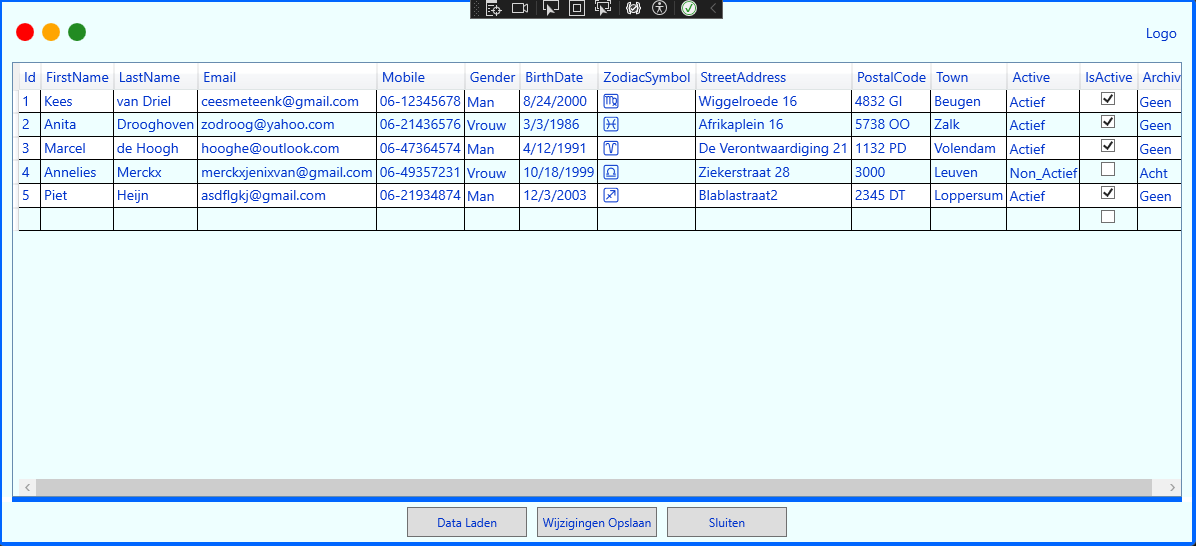 Logo
Id FirstName LastName Email Mobile Gender BirthDate ZodiacSymbol StreetAddress PostalCode Town Active IsActive Archiv
1 Kees van Driel ceesmeteenk@gmail.com 06-12345678 Man 8/24/2000 ♍ Wiggelroede 16 4832 GI Beugen Actief Geen
2 Anita Drooghoven zodroog@yahoo.com 06-21436576 Vrouw 3/3/1986 ♓ Afrikaplein 16 5738 OO Zalk Actief Geen
3 Marcel de Hoogh hooghe@outlook.com 06-47364574 Man 4/12/1991 ♈ De Verontwaardiging 21 1132 PD Volendam Actief Geen
4 Annelies Merckx merckxjenixvan@gmail.com 06-49357231 Vrouw 10/18/1999 ♎ Ziekerstraat 28 3000 Leuven Non_Actief Acht
5 Piet Heijn asdflgkj@gmail.com 06-21934874 Man 12/3/2003 ♐ Blablastraat2 2345 DT Loppersum Actief Geen
Data Laden Wijzigingen Opslaan Sluiten